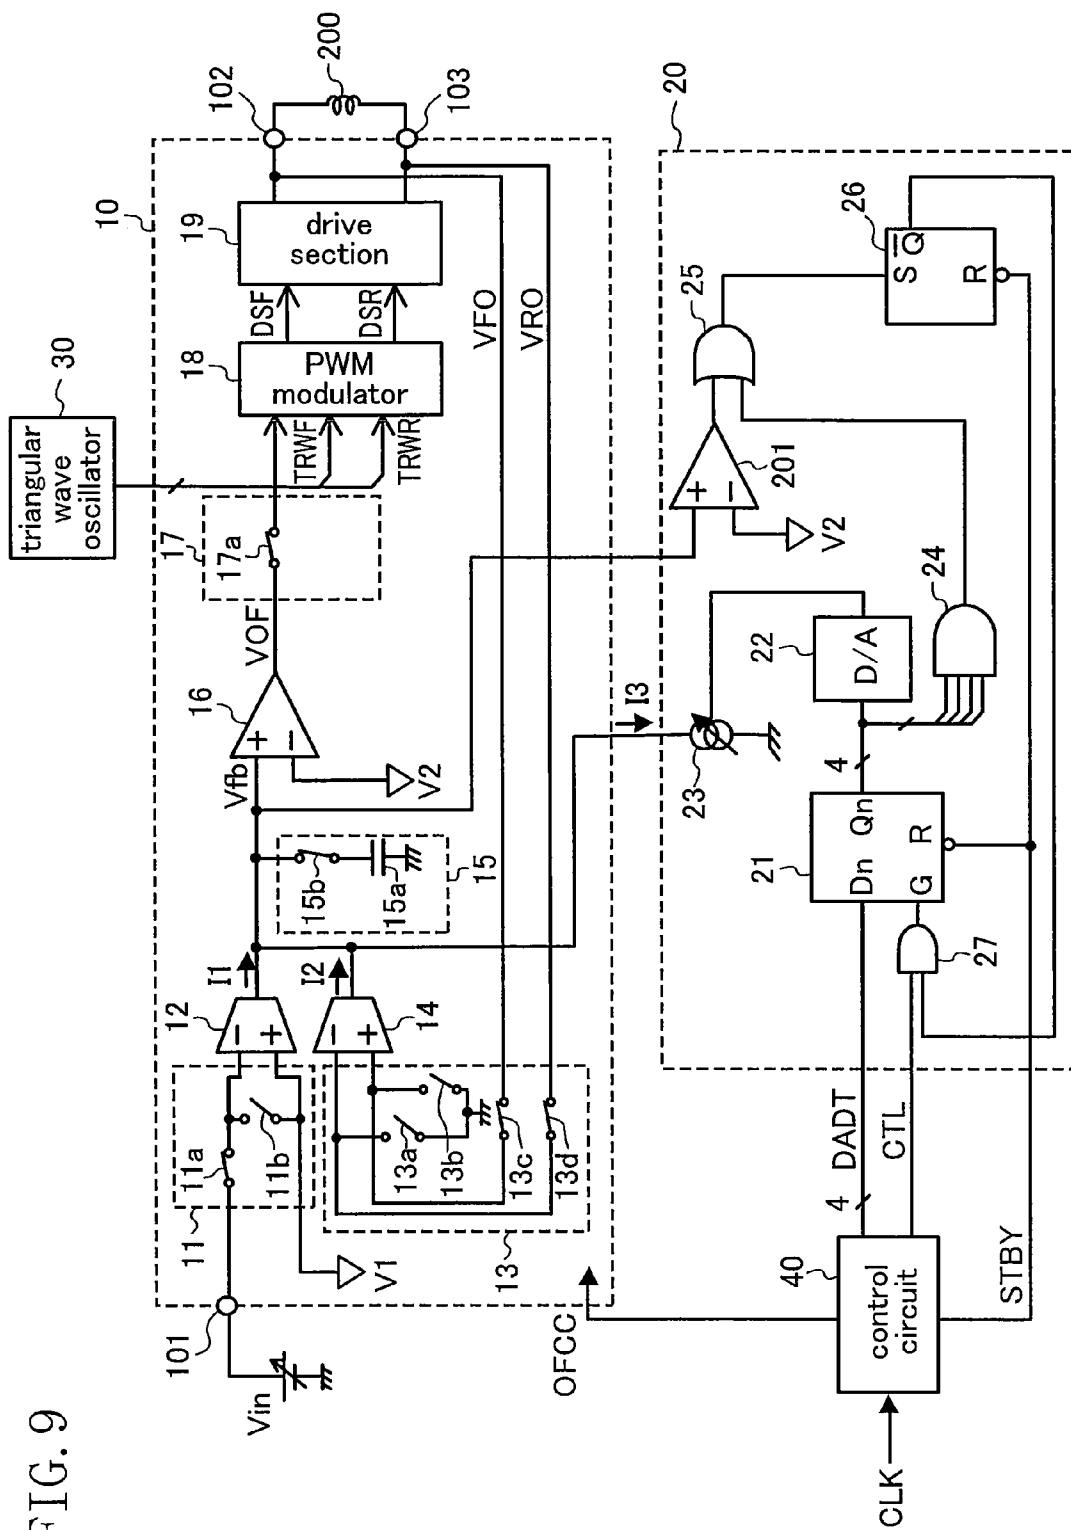 FIG. 9
triangular
wave
oscillator
30
10
17
17a
VOF
16
Vfb
V2
18
PWM
modulator
TRWF
TRWR
DSF
DSR
19
drive
section
102
103
200
VFO
VRO
101
Vin
11
11a
11b
V1
12
I1
13
13a
13b
13c
13d
14
I2
15
15a
15b
I3
OFCC
20
201
V2
25
26
S
Q
R
22
D/A
23
24
4
21
Dn
Qn
G
R
27
DADT
4
CTL
STBY
40
control
circuit
CLK